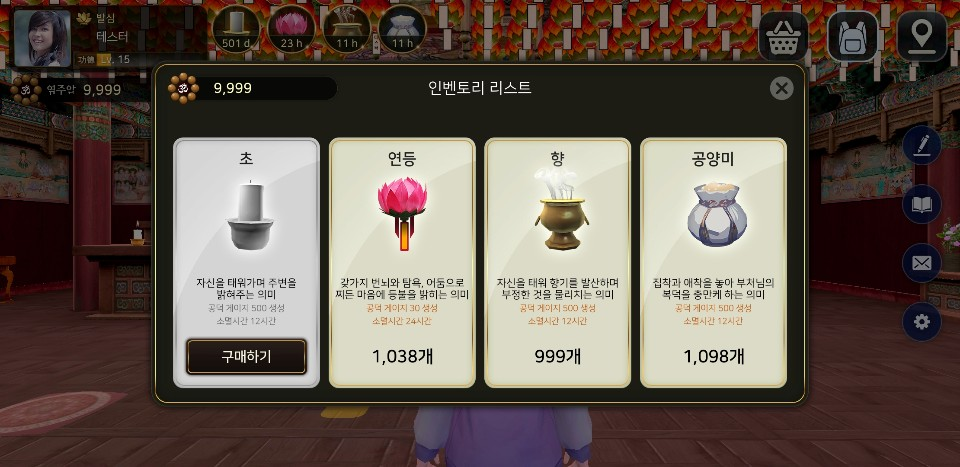 발심
테스터
功德 Lv. 15
염주알 9,999
501 d
23 h
11 h
11 h
9,999
인벤토리 리스트
초
자신을 태워가며 주변을
밝혀주는 의미
공덕 게이지 500 생성
소멸시간 12시간
구매하기
연등
갖가지 번뇌와 탐욕, 어둠으로
찌든 마음에 등불을 밝히는 의미
공덕 게이지 30 생성
소멸시간 24시간
1,038개
향
자신을 태워 향기를 발산하며
부정한 것을 물리치는 의미
공덕 게이지 500 생성
소멸시간 12시간
999개
공양미
집착과 애착을 놓아 부처님의
복덕을 충만케 하는 의미
공덕 게이지 500 생성
소멸시간 12시간
1,098개